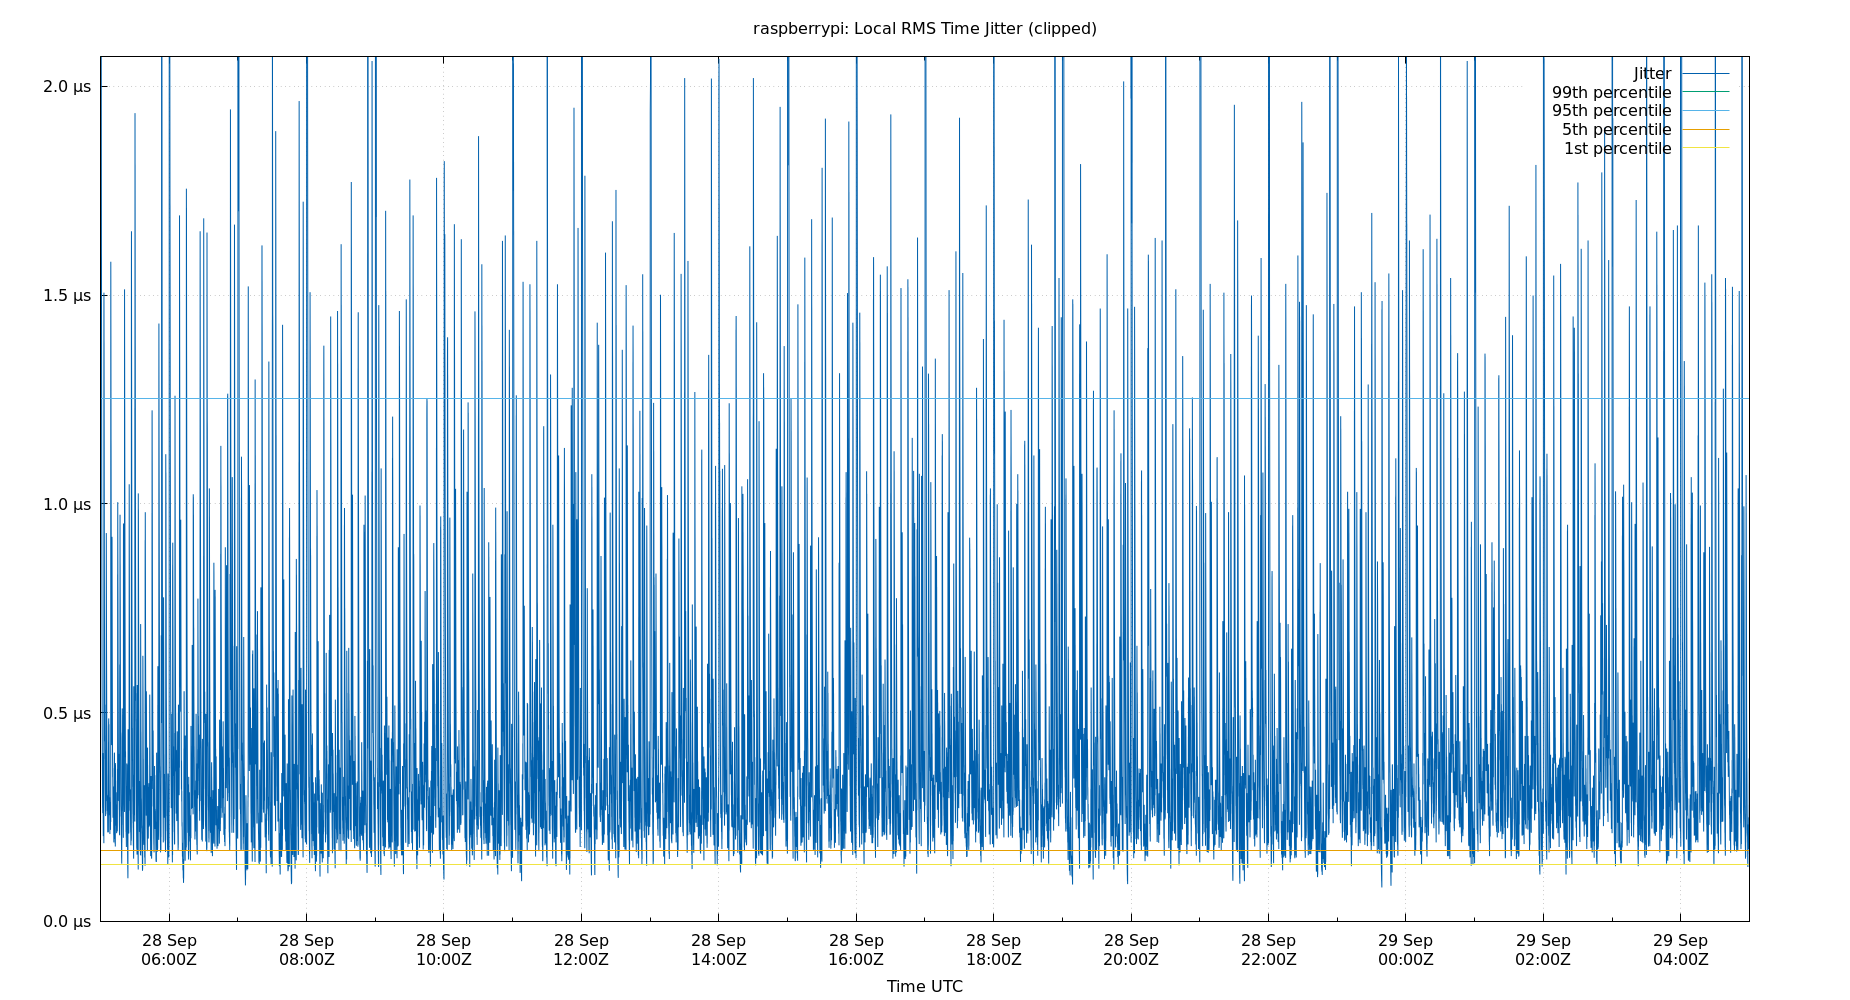 raspberrypi: Local RMS Time Jitter (clipped)
Jitter
99th percentile
95th percentile
5th percentile
1st percentile
2.0 µs
1.5 µs
1.0 µs
0.5 µs
0.0 µs
28 Sep 28 Sep 28 Sep 28 Sep 28 Sep 28 Sep 28 Sep 28 Sep 28 Sep 29 Sep 29 Sep 29 Sep
06:00Z 08:00Z 10:00Z 12:00Z 14:00Z 16:00Z 18:00Z 20:00Z 22:00Z 00:00Z 02:00Z 04:00Z
Time UTC